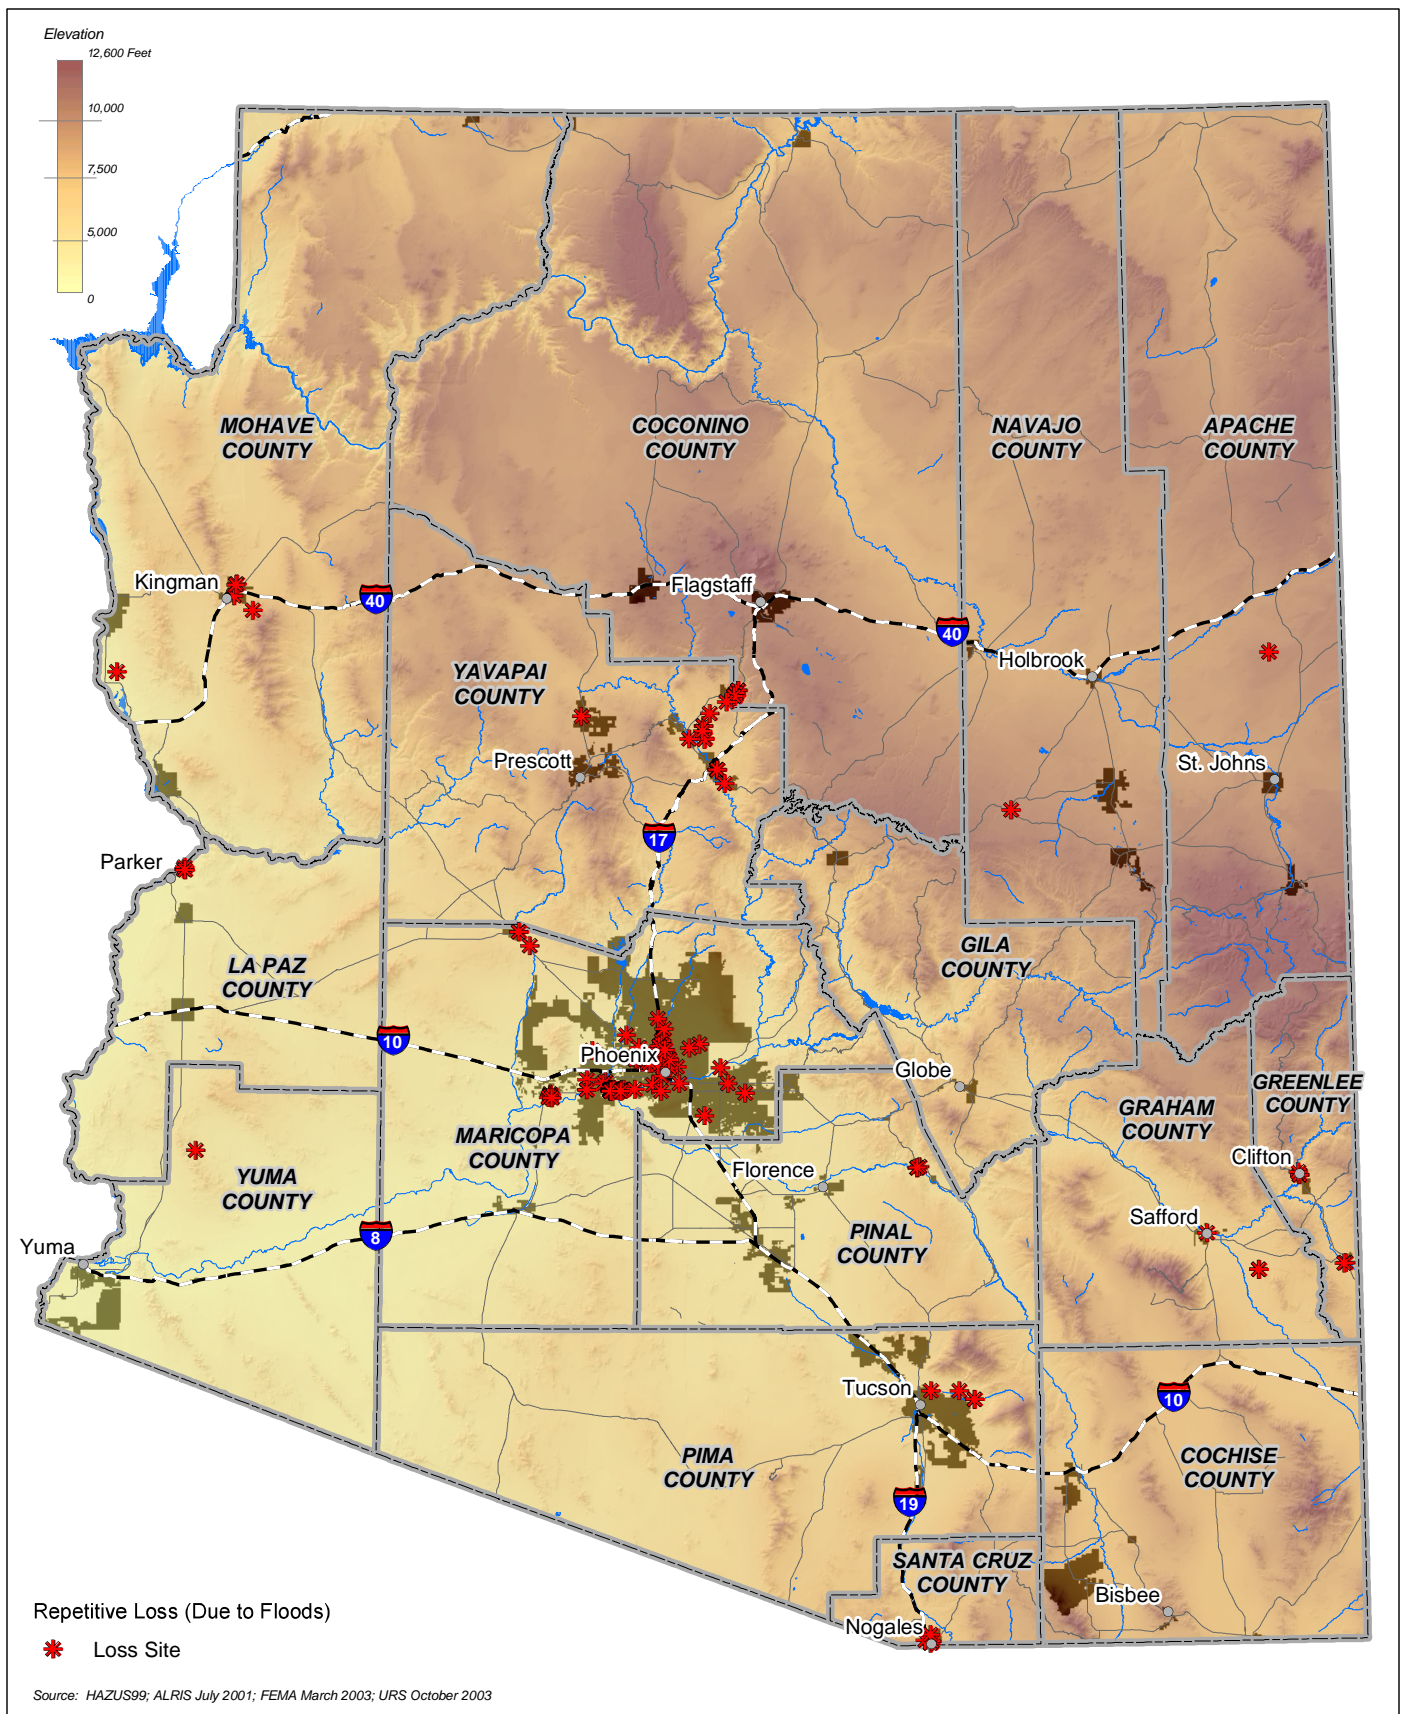 Elevation
12,600 Feet
10,000
7,500
5,000
0
MOHAVE
COUNTY
COCONINO
COUNTY
NAVAJO
COUNTY
APACHE
COUNTY
Kingman
40
Flagstaff
40
Holbrook
YAVAPAI
COUNTY
Prescott
St. Johns
17
Parker
GILA
COUNTY
LA PAZ
COUNTY
10
Phoenix
Globe
GREENLEE
COUNTY
GRAHAM
COUNTY
MARICOPA
COUNTY
Clifton
Florence
YUMA
COUNTY
Safford
PINAL
COUNTY
8
Yuma
Tucson
10
PIMA
COUNTY
COCHISE
COUNTY
19
SANTA CRUZ
COUNTY
Bisbee
Nogales
Repetitive Loss (Due to Floods)
Loss Site
Source: HAZUS99; ALRIS July 2001; FEMA March 2003; URS October 2003